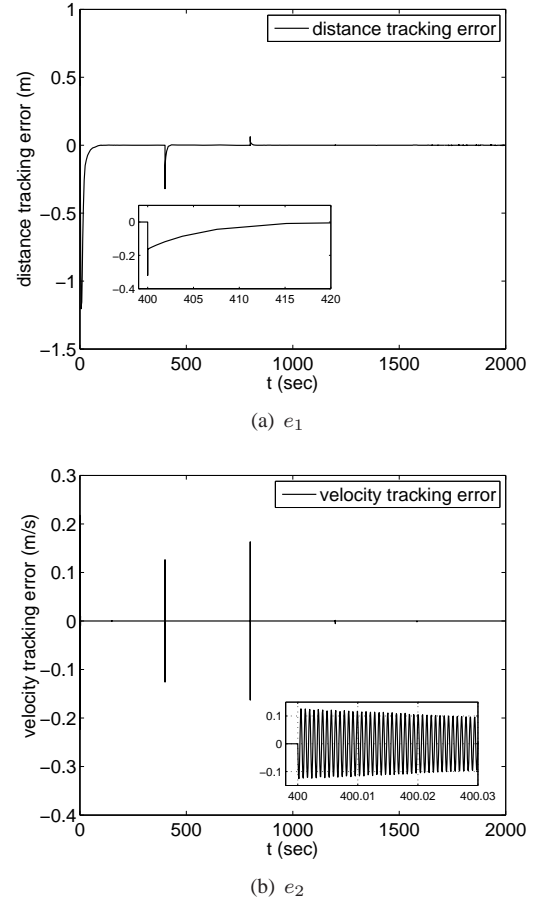 1
0.5
0
−0.5
−1
−1.5
distance tracking error (m)
distance tracking error
0
−0.2
−0.4
400 405 410 415 420
0 500 1000 1500 2000
t (sec)
(a) e1
0.3
0.2
0.1
0
−0.1
−0.2
−0.3
−0.4
velocity tracking error (m/s)
velocity tracking error
0.1
0
−0.1
400 400.01 400.02 400.03
0 500 1000 1500 2000
t (sec)
(b) e2